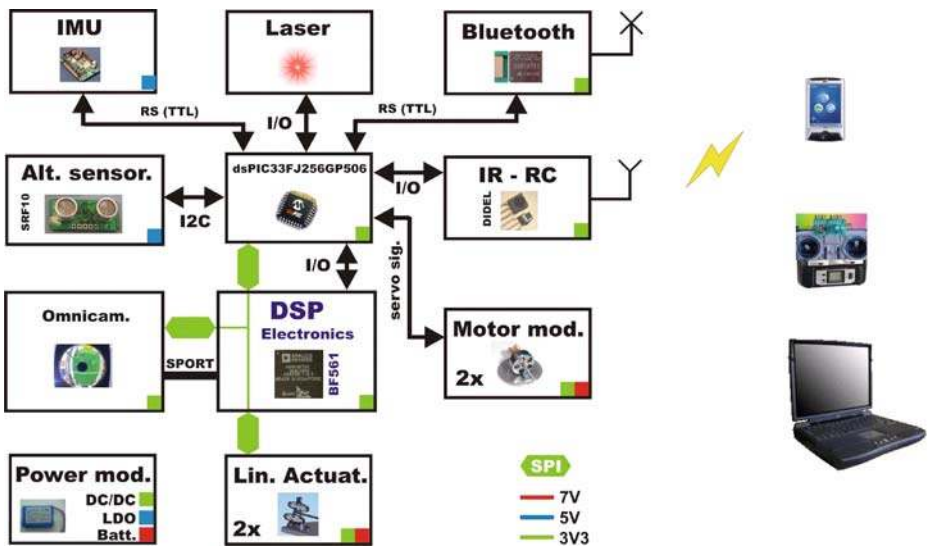 IMU
Laser
Bluetooth
RS (TTL)
I/O
RS (TTL)
Alt. sensor.
SRF10
I2C
dsPIC33FJ256GP506
I/O
IR - RC
DIDEL
I/O
servo sig.
Omnicam.
SPORT
DSP
Electronics
BF561
Motor mod.
2x
Power mod.
DC/DC
LDO
Batt.
Lin. Actuat.
2x
SPI
7V
5V
3V3